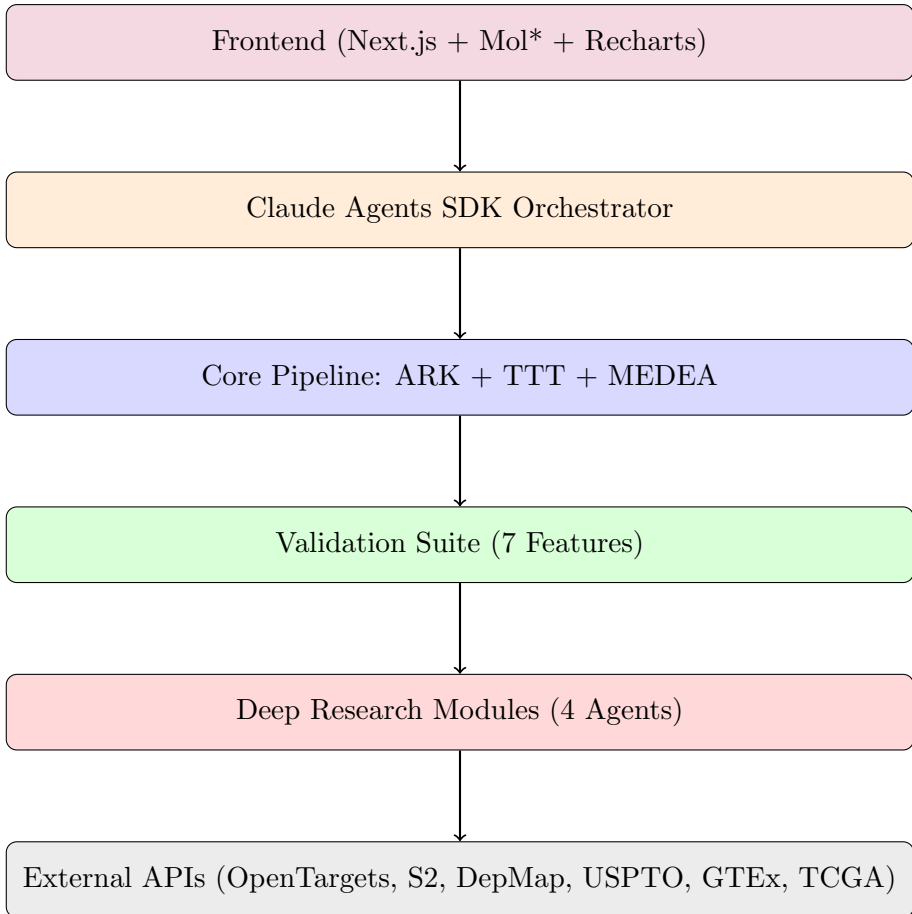 Frontend (Next.js + Mol* + Recharts)
Claude Agents SDK Orchestrator
Core Pipeline: ARK + TTT + MEDEA
Validation Suite (7 Features)
Deep Research Modules (4 Agents)
External APIs (OpenTargets, S2, DepMap, USPTO, GTEx, TCGA)